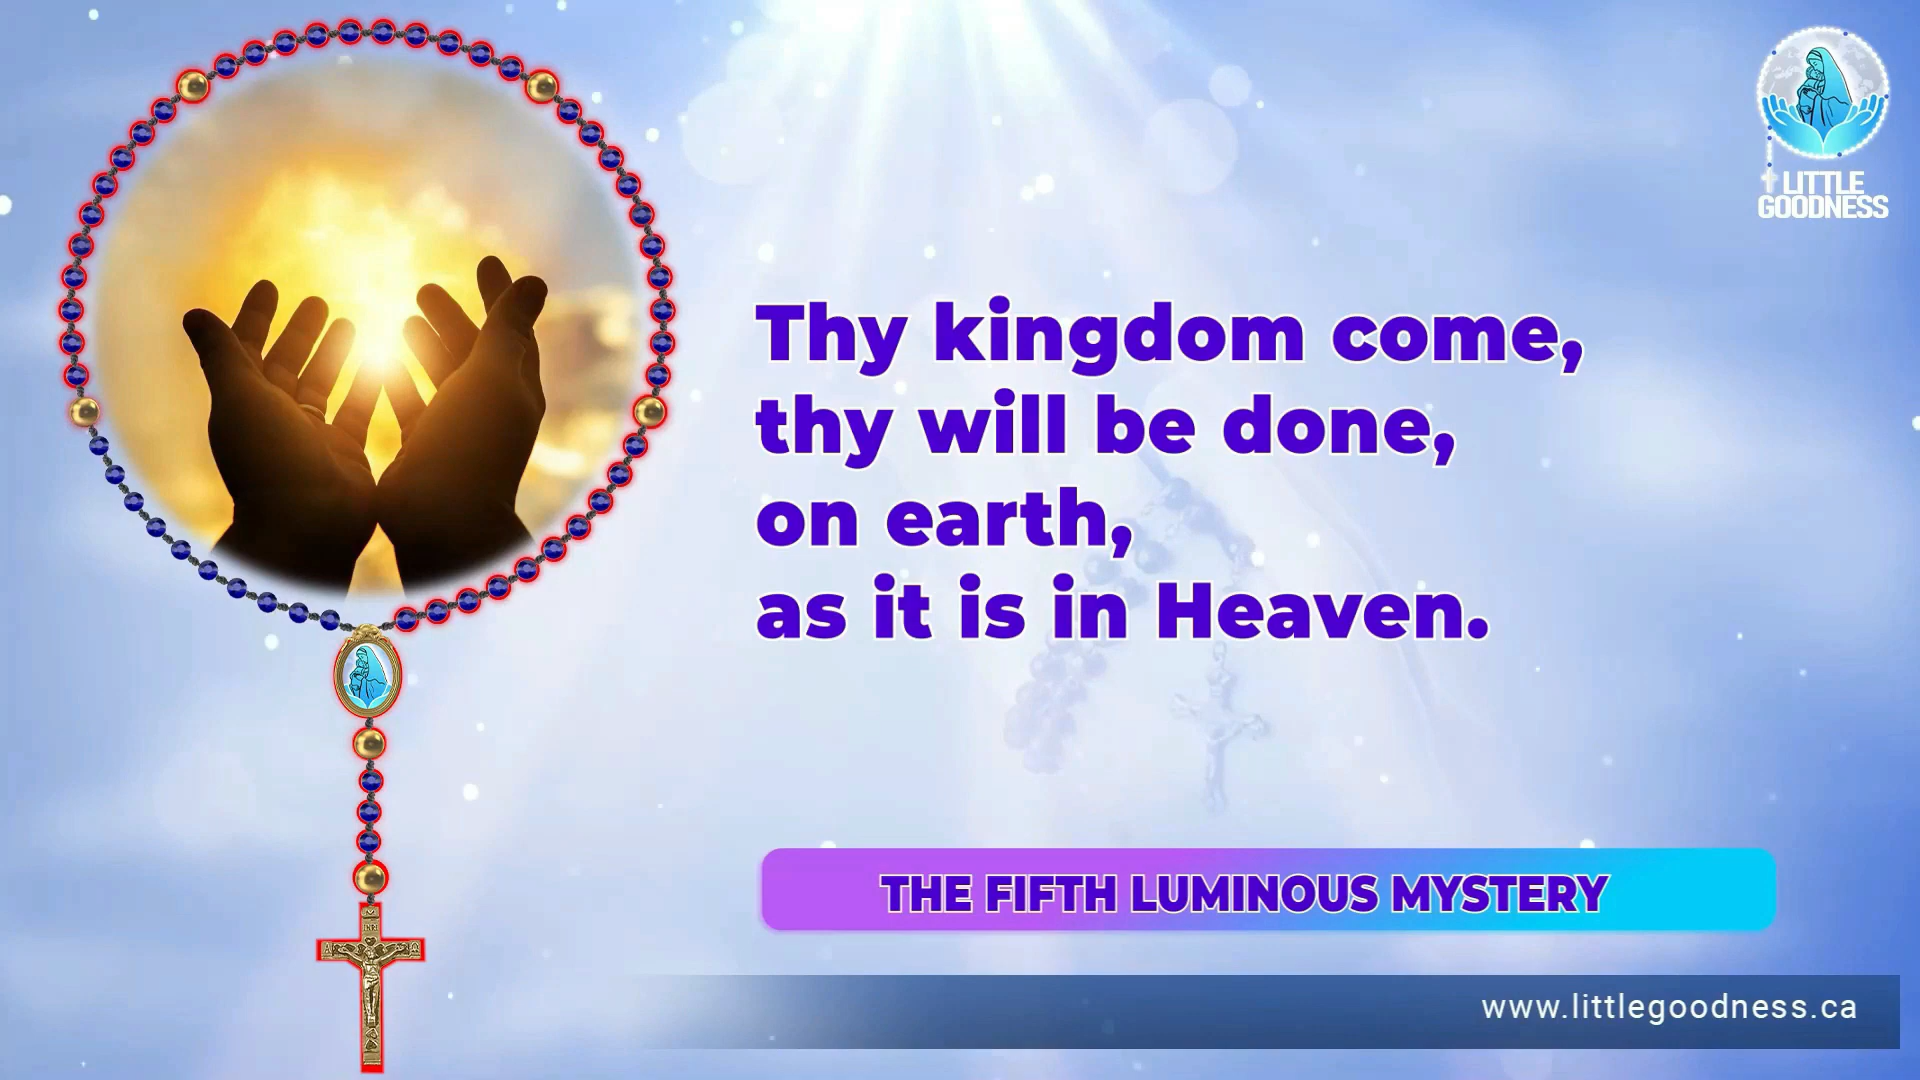 LITTLE
GOODNESS
Thy kingdom come,
thy will be done,
on earth,
as it is in Heaven.
THE FIFTH LUMINOUS MYSTERY
INRI
A Ω
www.littlegoodness.ca